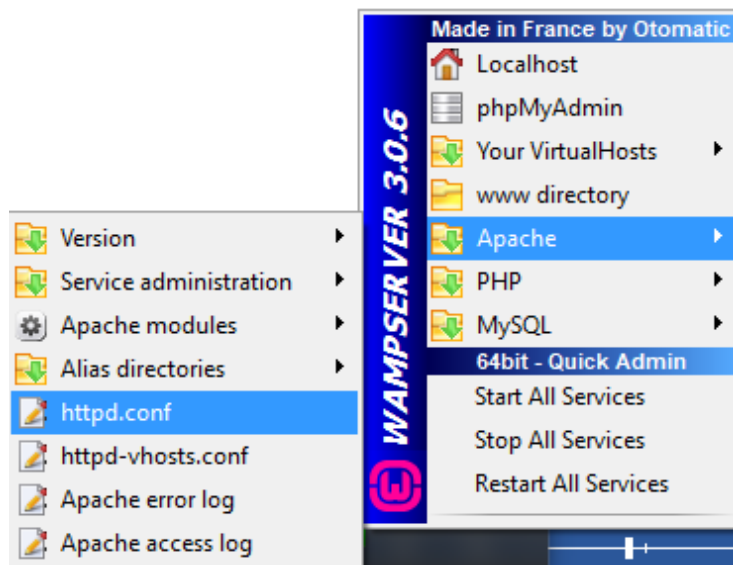 Made in France by Otomatic
Localhost
phpMyAdmin
Your VirtualHosts
www directory
Apache
PHP
MySQL
64bit - Quick Admin
Start All Services
Stop All Services
Restart All Services
WAMPSERVER 3.0.6
Version
Service administration
Apache modules
Alias directories
httpd.conf
httpd-vhosts.conf
Apache error log
Apache access log